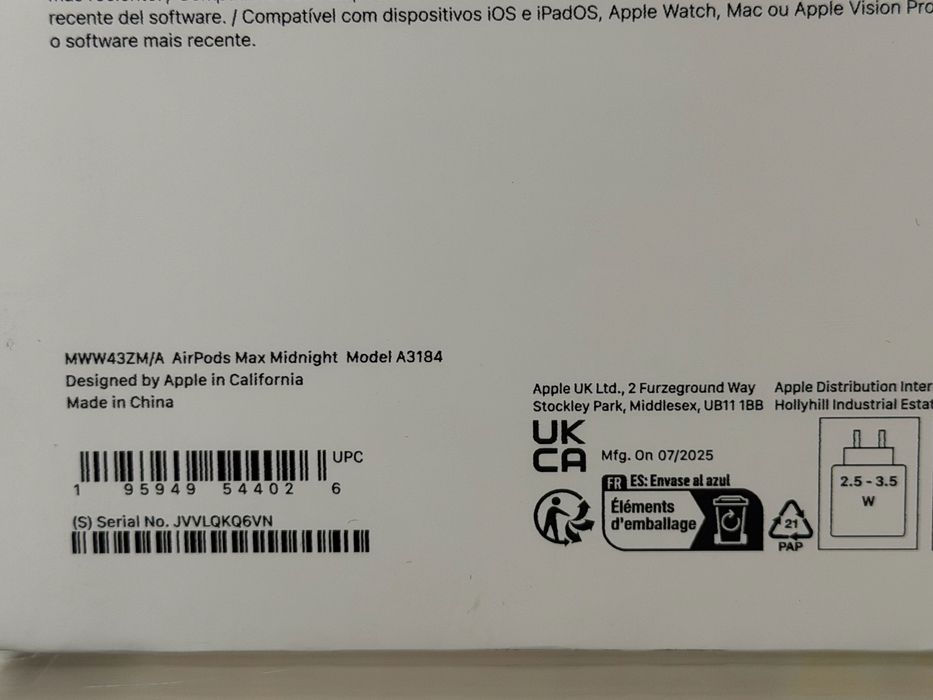 recente del software. / Compatível com dispositivos iOS e iPadOS, Apple Watch, Mac ou Apple Vision Pro
o software mais recente.
MWW43ZM/A AirPods Max Midnight Model A3184
Designed by Apple in California
Made in China
UPC
1 95949 54402 6
(S) Serial No. JVVLQKQ6VN
Apple UK Ltd., 2 Furzeground Way
Stockley Park, Middlesex, UB11 1BB
Apple Distribution Inter
Hollyhill Industrial Estat
UK
CA
Mfg. On 07/2025
FR ES: Envase al azul
Éléments
d'emballage
21
PAP
2.5 - 3.5
W